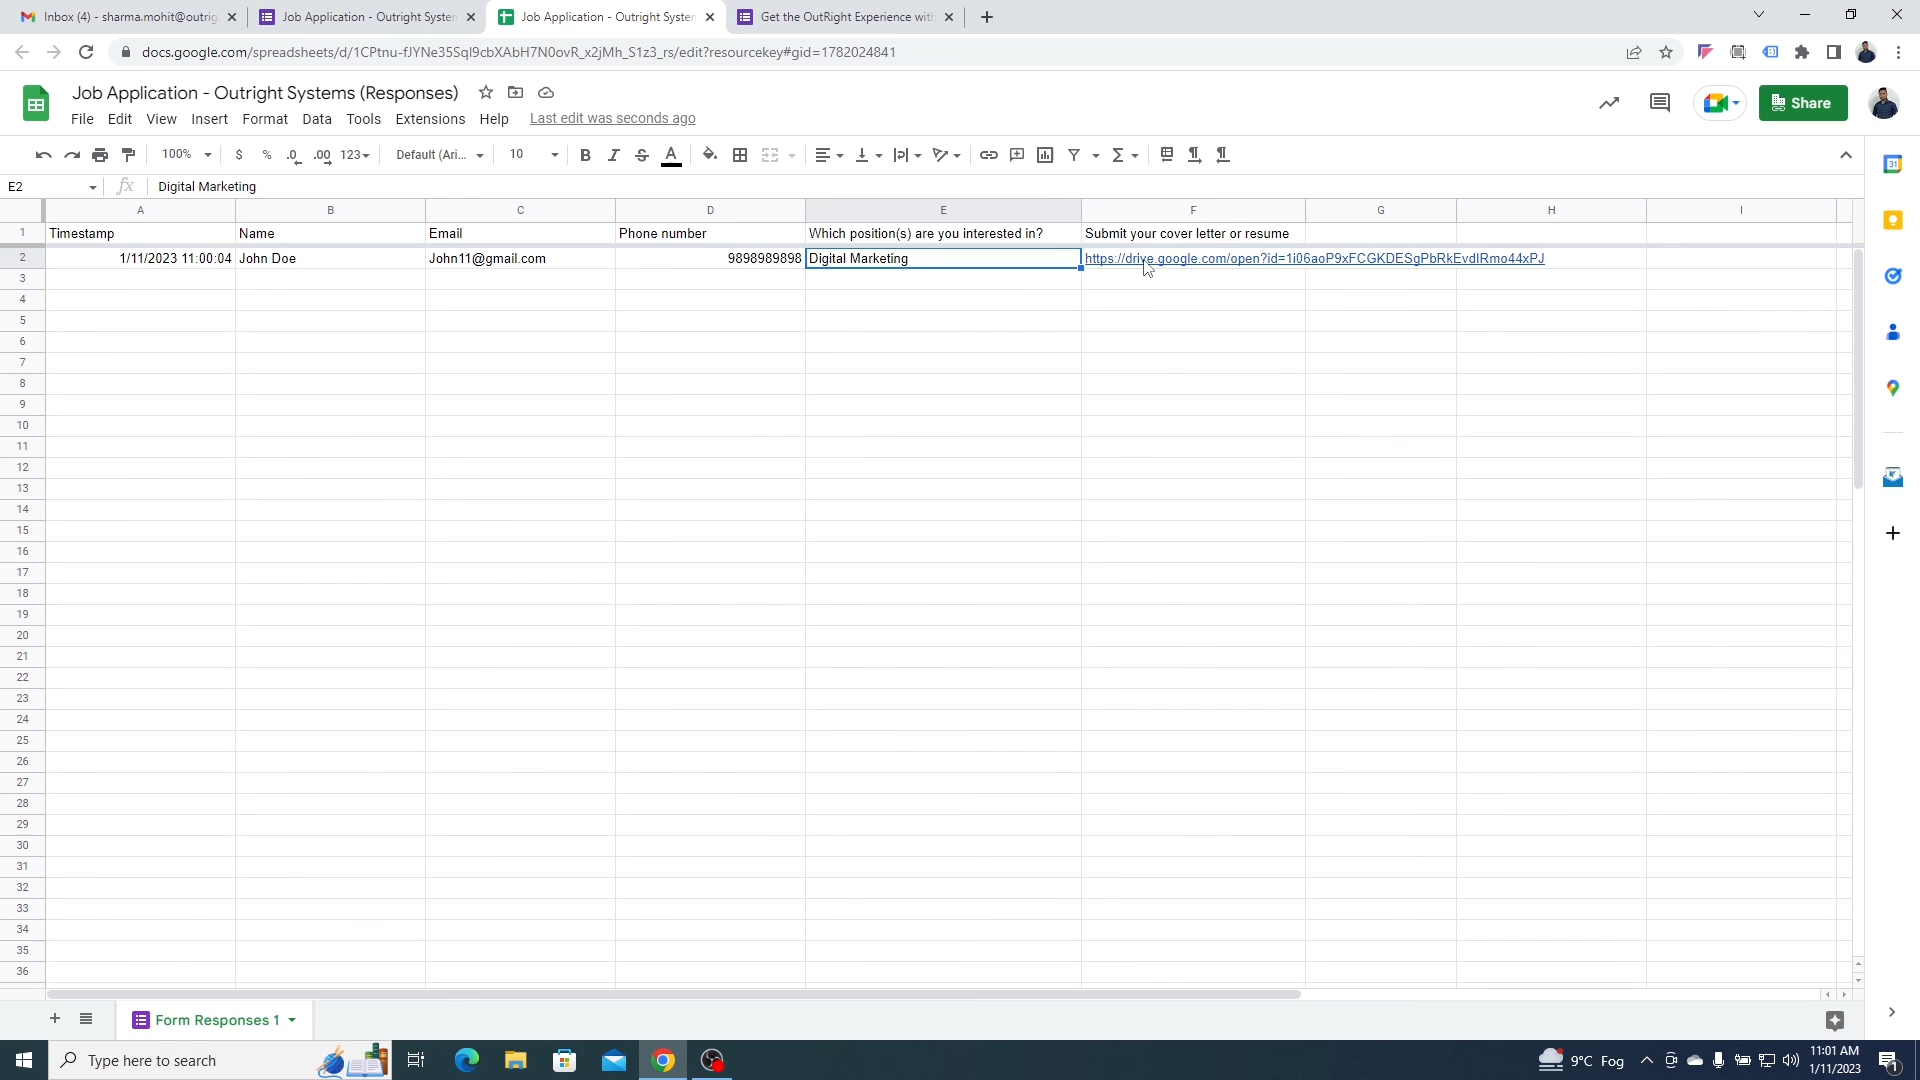 Inbox (4) - sharma.mohit@outrig
Job Application - Outright System
Job Application - Outright System
Get the OutRight Experience with
docs.google.com/spreadsheets/d/1CPtnu-fJYNe35Sql9cbXAbH7N0ovR_x2jMh_S1z3_rs/edit?resourcekey#gid=1782024841
Job Application - Outright Systems (Responses)
File Edit View Insert Format Data Tools Extensions Help Last edit was seconds ago
Share
100% $ % .0 .00 123 Default (Ari... 10 B I S A
E2 fx Digital Marketing
A B C D E F G H I
1 Timestamp Name Email Phone number Which position(s) are you interested in? Submit your cover letter or resume
2 1/11/2023 11:00:04 John Doe John11@gmail.com 9898989898 Digital Marketing https://drive.google.com/open?id=1i06aoP9xFCGKDESgPbRkEvdIRmo44xPJ
3
4
5
6
7
8
9
10
11
12
13
14
15
16
17
18
19
20
21
22
23
24
25
26
27
28
29
30
31
32
33
34
35
36
31
Form Responses 1
Type here to search
9°C Fog
11:01 AM
1/11/2023
1